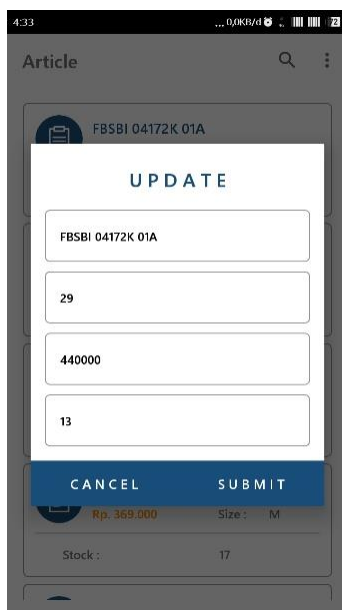 4:33 ... 0,0KB/d 72
Article
FBSBI 04172K 01A
UPDATE
FBSBI 04172K 01A
29
440000
13
CANCEL SUBMIT
Rp. 369.000 Size : M
Stock : 17